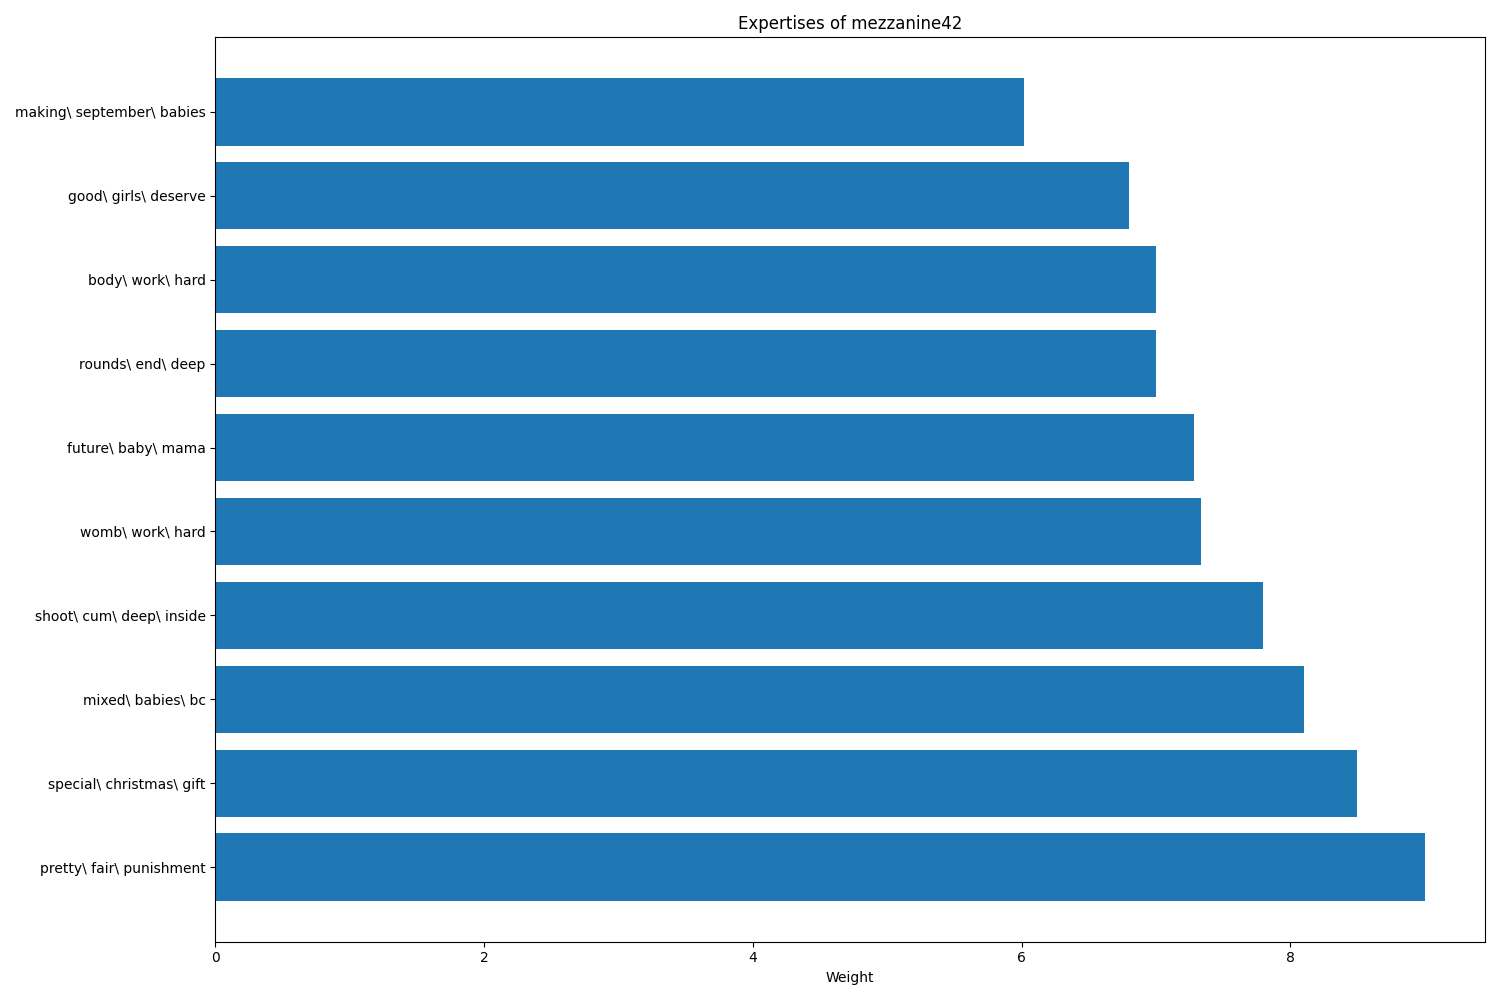 Expertises of mezzanine42
making\ september\ babies
good\ girls\ deserve
body\ work\ hard
rounds\ end\ deep
future\ baby\ mama
womb\ work\ hard
shoot\ cum\ deep\ inside
mixed\ babies\ bc
special\ christmas\ gift
pretty\ fair\ punishment
0 2 4 6 8
Weight